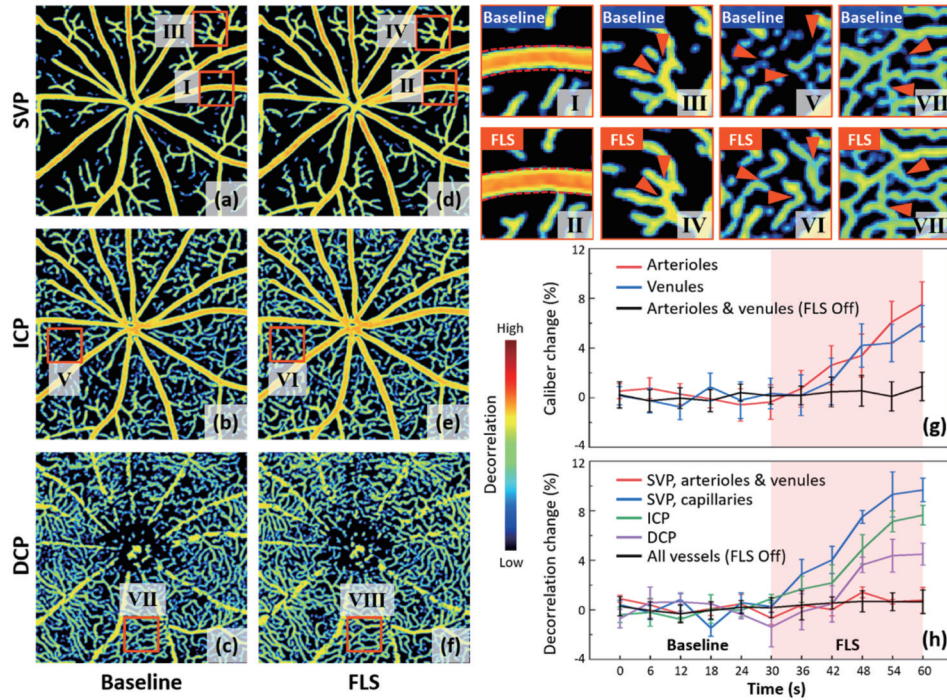 SVP
ICP
DCP
III
I
(a)
IV
II
(d)
V
(b)
VI
(e)
VII
(c)
VIII
(f)
Baseline
FLS
Baseline
I
Baseline
III
Baseline
V
Baseline
VII
FLS
II
FLS
IV
FLS
VI
FLS
VII
High
Decorrelation
Low
Caliber change (%)
12
8
4
0
-4
Arterioles
Venules
Arterioles & venules (FLS Off)
(g)
Decorrelation change (%)
12
8
4
0
-4
SVP, arterioles & venules
SVP, capillaries
ICP
DCP
All vessels (FLS Off)
Baseline
FLS
(h)
0 6 12 18 24 30 36 42 48 54 60
Time (s)